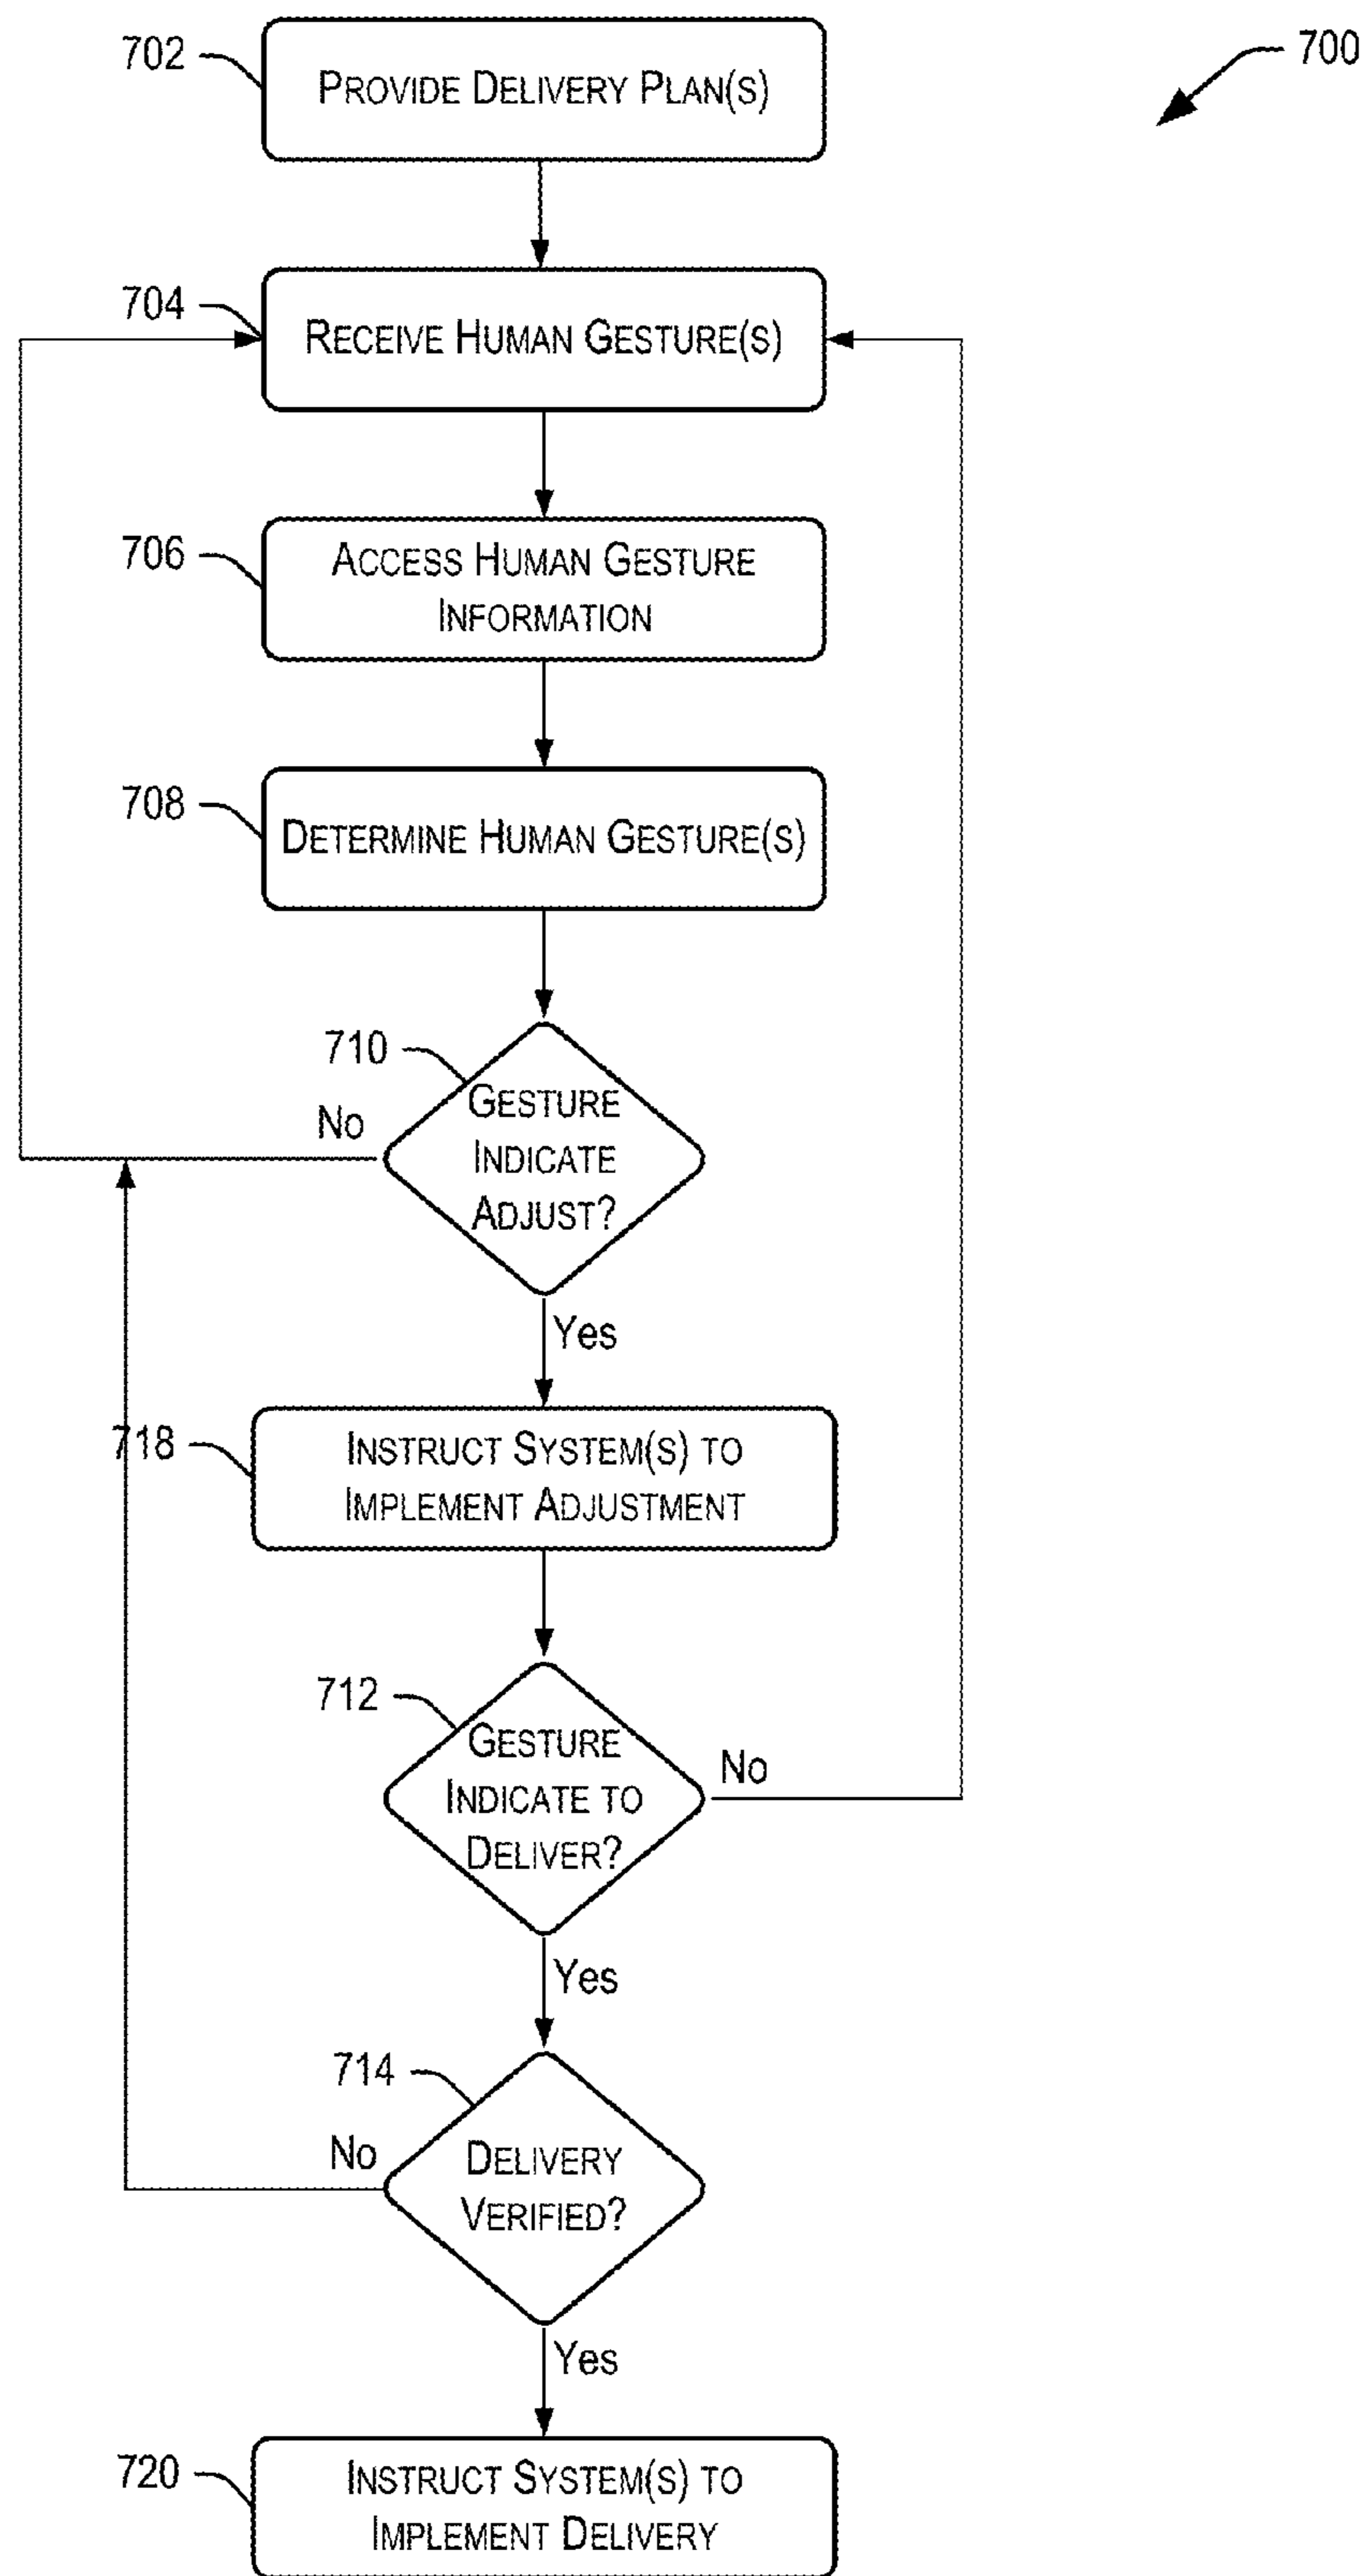 702
PROVIDE DELIVERY PLAN(S)
700
704
RECEIVE HUMAN GESTURE(S)
706
ACCESS HUMAN GESTURE
INFORMATION
708
DETERMINE HUMAN GESTURE(S)
710
GESTURE
INDICATE
ADJUST?
No
Yes
718
INSTRUCT SYSTEM(S) TO
IMPLEMENT ADJUSTMENT
712
GESTURE
INDICATE TO
DELIVER?
No
Yes
714
DELIVERY
VERIFIED?
No
Yes
720
INSTRUCT SYSTEM(S) TO
IMPLEMENT DELIVERY